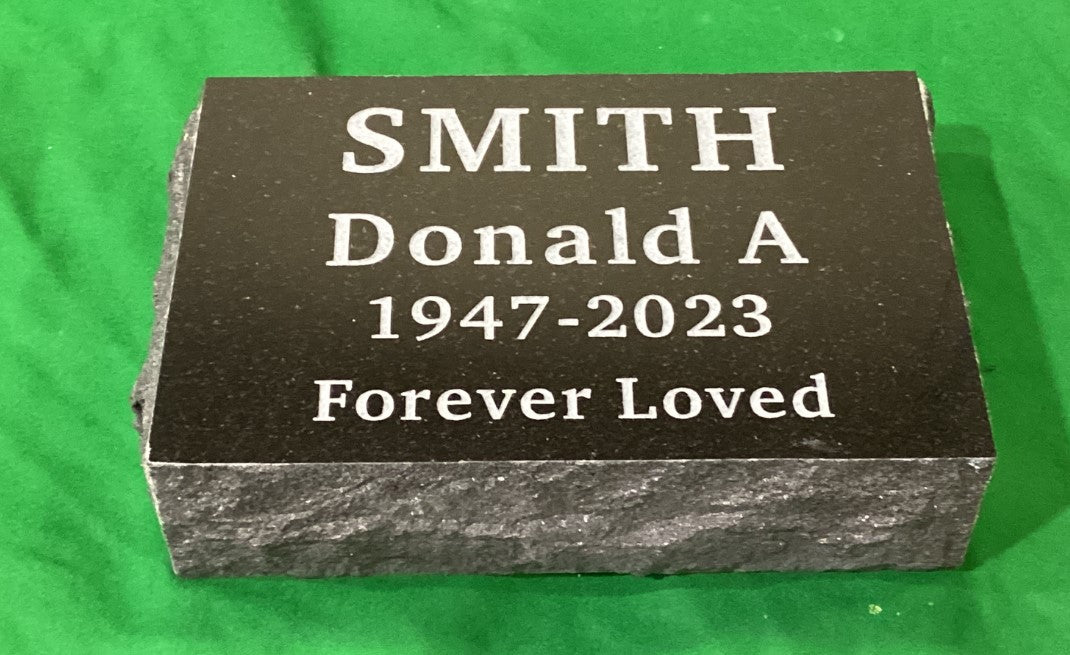 SMITH
Donald A
1947-2023
Forever Loved